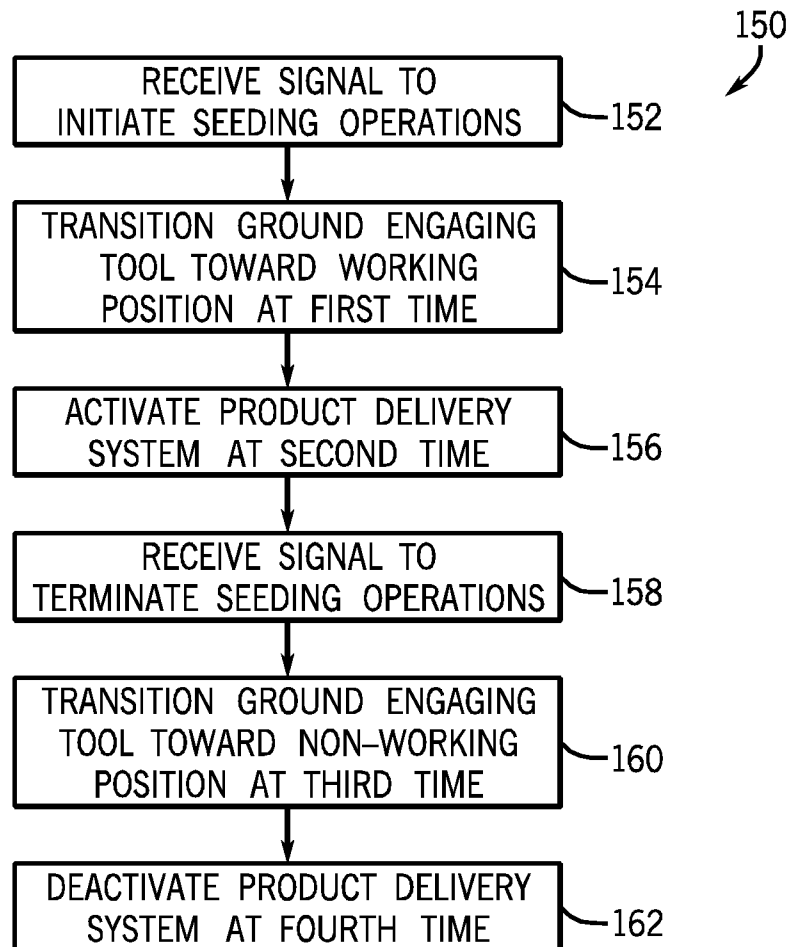 150
RECEIVE SIGNAL TO
INITIATE SEEDING OPERATIONS
152
TRANSITION GROUND ENGAGING
TOOL TOWARD WORKING
POSITION AT FIRST TIME
154
ACTIVATE PRODUCT DELIVERY
SYSTEM AT SECOND TIME
156
RECEIVE SIGNAL TO
TERMINATE SEEDING OPERATIONS
158
TRANSITION GROUND ENGAGING
TOOL TOWARD NON–WORKING
POSITION AT THIRD TIME
160
DEACTIVATE PRODUCT DELIVERY
SYSTEM AT FOURTH TIME
162